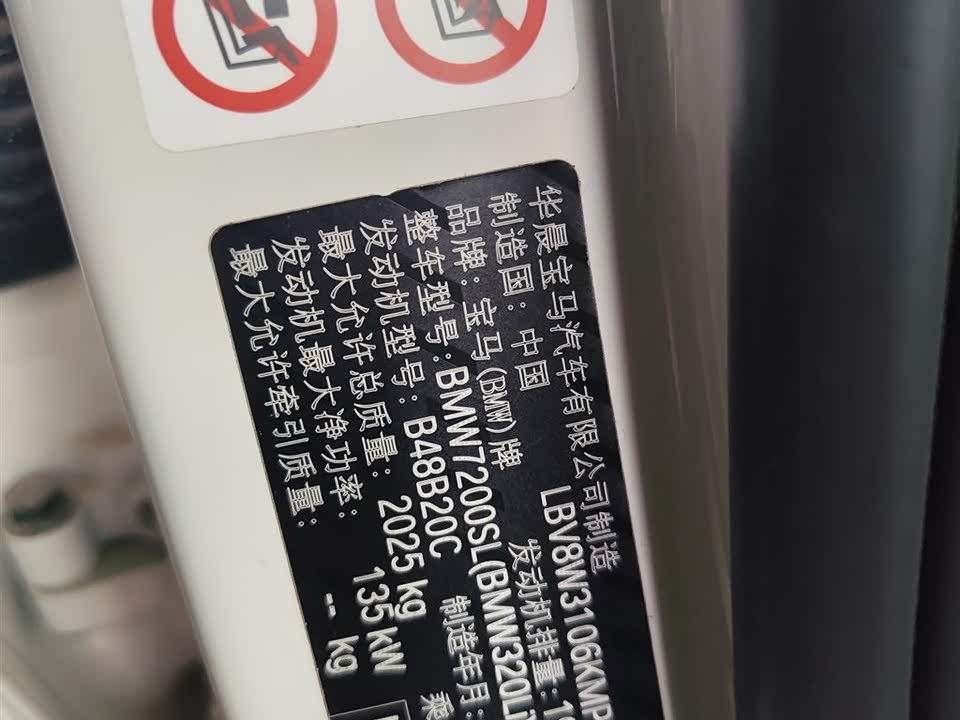 华晨宝马汽车有限公司制造
LBV8W3106KMP
制造国：中国
发动机排量：1
品牌：宝马(BMW)牌
整车型号：BMW7200SL(BMW320Li
制造年月：
发动机型号：B48B20C
乘
最大允许总质量：2025 kg
发动机最大净功率：135 kW
最大允许牵引质量：-- kg